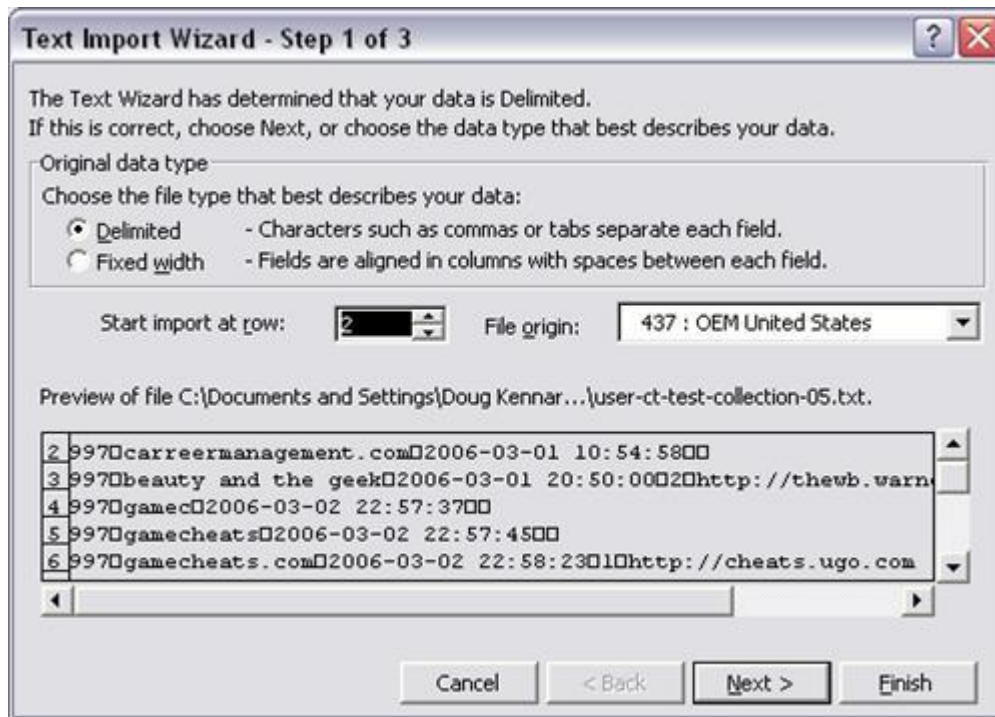 Text Import Wizard - Step 1 of 3
The Text Wizard has determined that your data is Delimited.
If this is correct, choose Next, or choose the data type that best describes your data.
Original data type
Choose the file type that best describes your data:
Delimited - Characters such as commas or tabs separate each field.
Fixed width - Fields are aligned in columns with spaces between each field.
Start import at row: 2 File origin: 437 : OEM United States
Preview of file C:\Documents and Settings\Doug Kennar...\user-ct-test-collection-05.txt.
2 997□carreermanagement.com□2006-03-01 10:54:58□□
3 997□beauty and the geek□2006-03-01 20:50:00□2□http://thewb.warn
4 997□gamec□2006-03-02 22:57:37□□
5 997□gamecheats□2006-03-02 22:57:45□□
6 997□gamecheats.com□2006-03-02 22:58:23□1□http://cheats.ugo.com
Cancel < Back Next > Finish